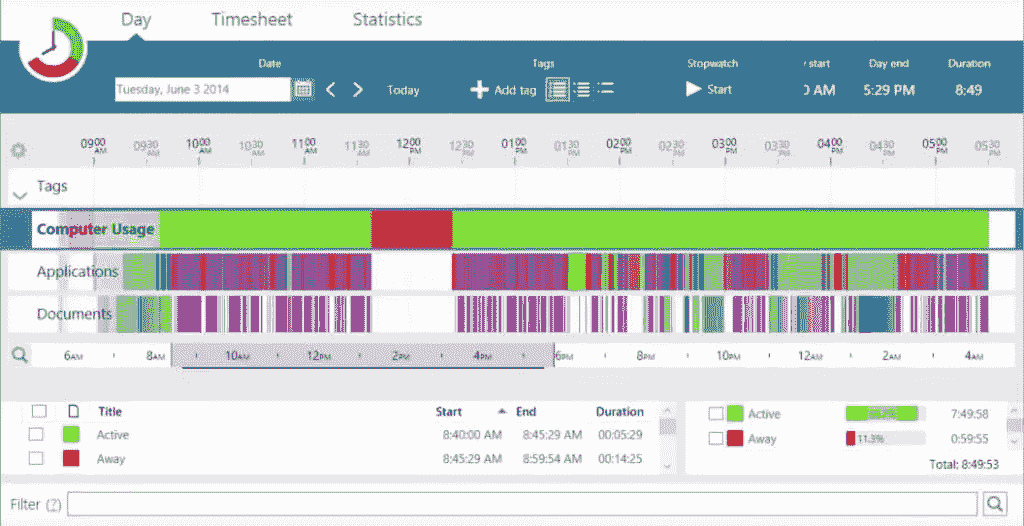 Day Timesheet Statistics
Date Tags Stopwatch start Day end Duration
Tuesday, June 3 2014 Today Add tag Start AM 5:29 PM 8:49
09:00 AM 09:30 AM 10:00 AM 10:30 AM 11:00 AM 11:30 AM 12:00 PM 12:30 PM 01:00 PM 01:30 PM 02:00 PM 02:30 PM 03:00 PM 03:30 PM 04:00 PM 04:30 PM 05:00 PM 05:30 PM
Tags
Computer Usage
Applications
Documents
6AM 8AM 10AM 12PM 2PM 4PM 6PM 8PM 10PM 12AM 2AM 4AM
Title Start End Duration
Active 8:40:00 AM 8:45:29 AM 00:05:29
Away 8:45:29 AM 8:59:54 AM 00:14:25
Active 7:49:58
Away 11.3% 0:59:55
Total: 8:49:53
Filter (?)